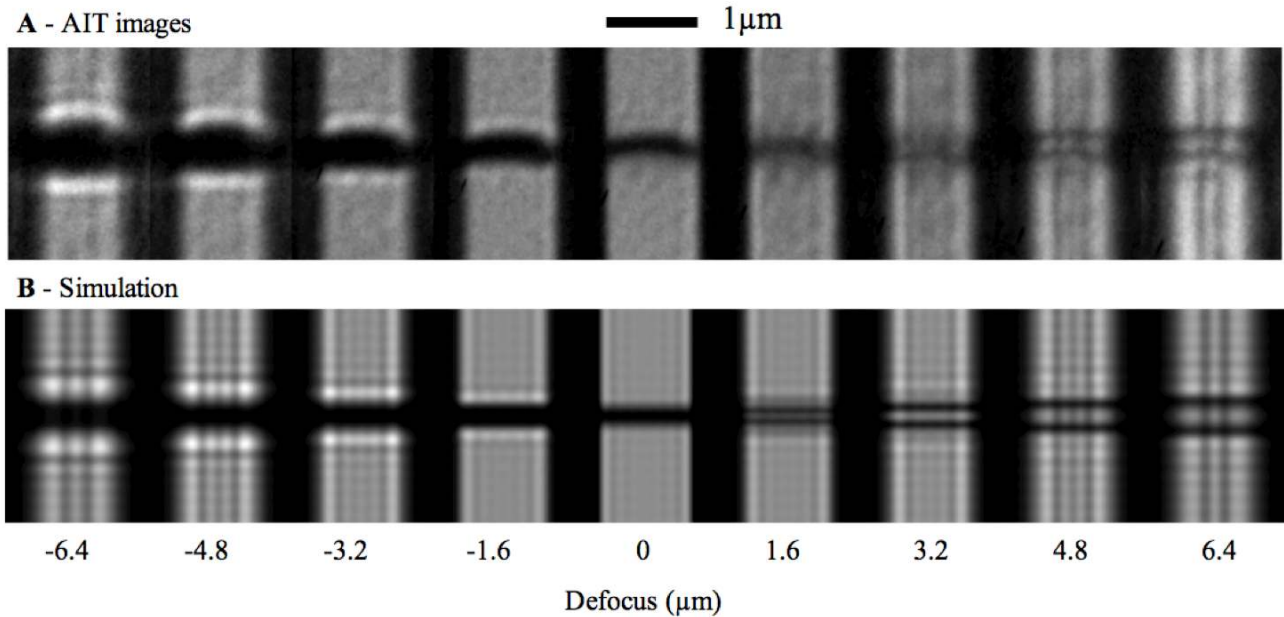 A - AIT images
1µm
B - Simulation
-6.4 -4.8 -3.2 -1.6 0 1.6 3.2 4.8 6.4
Defocus (µm)